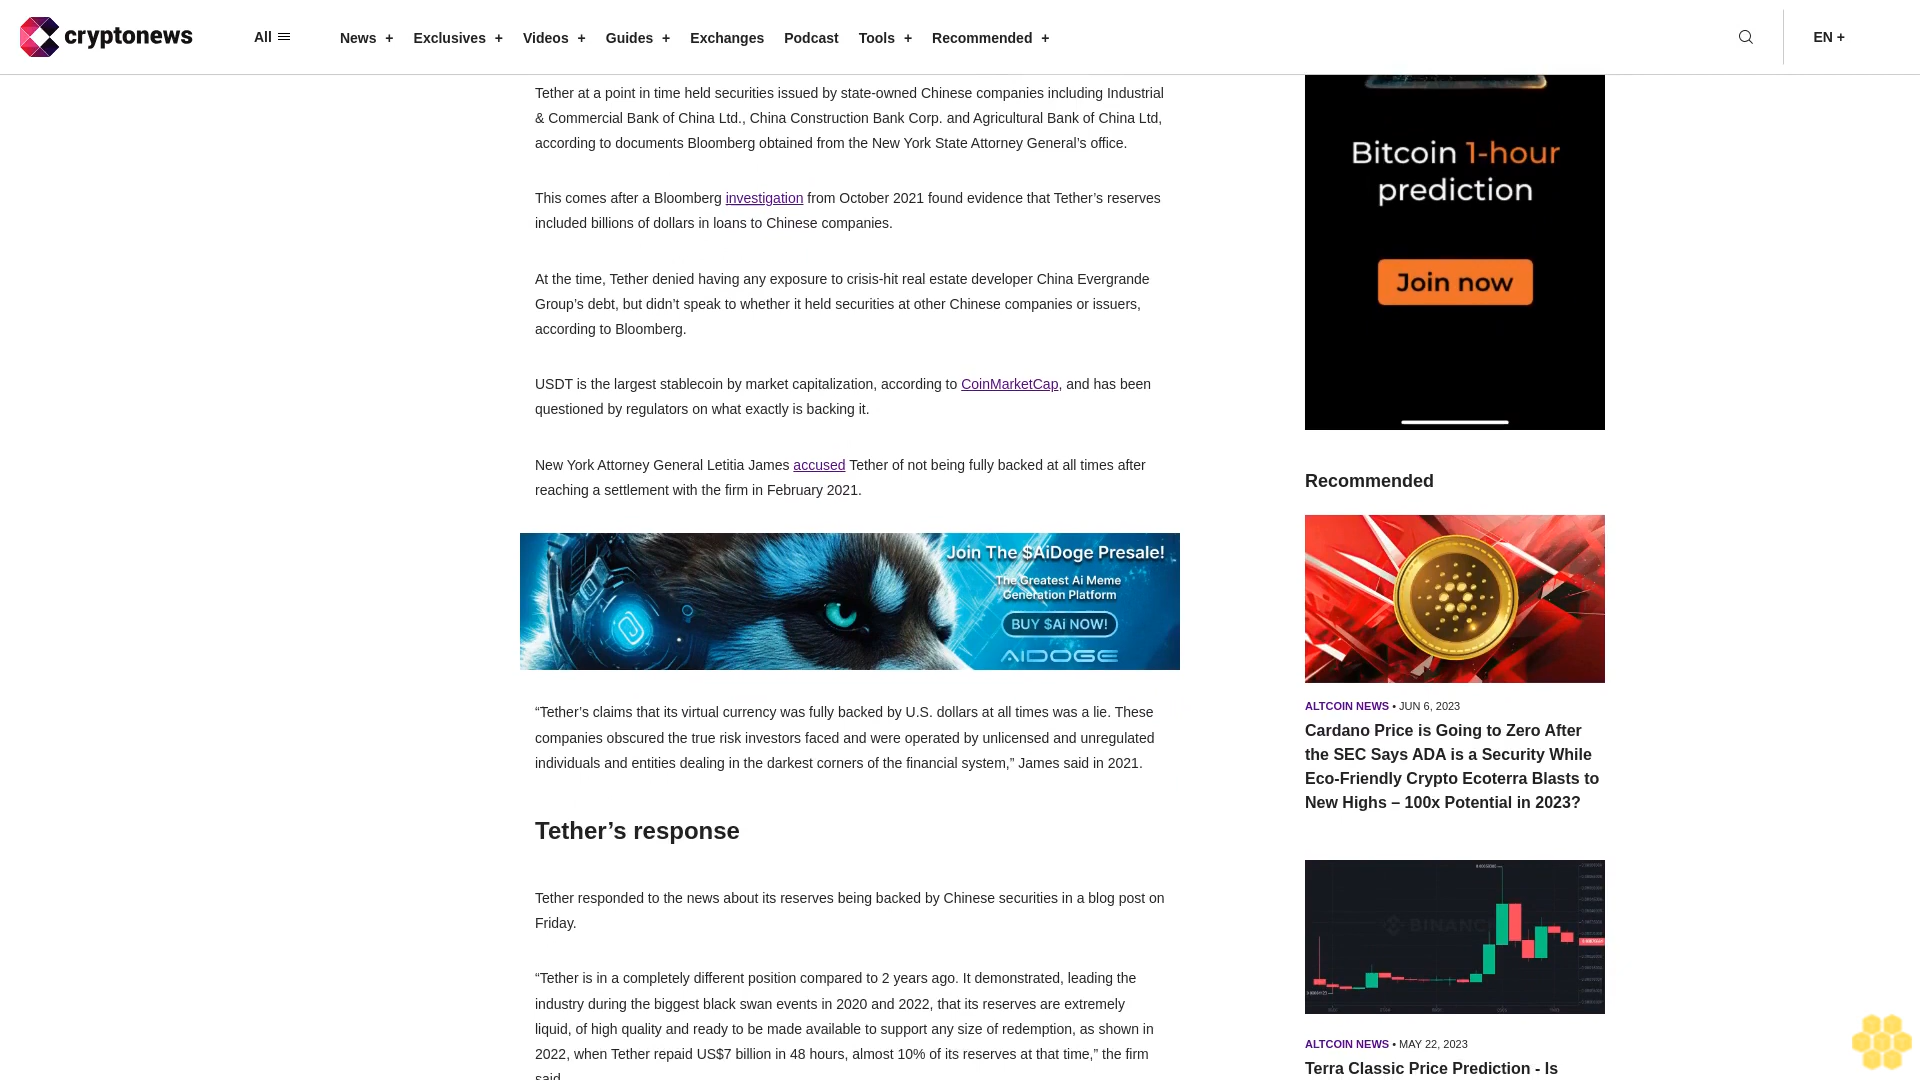 cryptonews
All
News +
Exclusives +
Videos +
Guides +
Exchanges
Podcast
Tools +
Recommended +
EN +
Tether at a point in time held securities issued by state-owned Chinese companies including Industrial
& Commercial Bank of China Ltd., China Construction Bank Corp. and Agricultural Bank of China Ltd,
according to documents Bloomberg obtained from the New York State Attorney General’s office.
This comes after a Bloomberg investigation from October 2021 found evidence that Tether’s reserves
included billions of dollars in loans to Chinese companies.
At the time, Tether denied having any exposure to crisis-hit real estate developer China Evergrande
Group’s debt, but didn’t speak to whether it held securities at other Chinese companies or issuers,
according to Bloomberg.
USDT is the largest stablecoin by market capitalization, according to CoinMarketCap, and has been
questioned by regulators on what exactly is backing it.
New York Attorney General Letitia James accused Tether of not being fully backed at all times after
reaching a settlement with the firm in February 2021.
Join The $AiDoge Presale!
The Greatest Ai Meme
Generation Platform
BUY $Ai NOW!
AIDOGE
“Tether’s claims that its virtual currency was fully backed by U.S. dollars at all times was a lie. These
companies obscured the true risk investors faced and were operated by unlicensed and unregulated
individuals and entities dealing in the darkest corners of the financial system,” James said in 2021.
Tether’s response
Tether responded to the news about its reserves being backed by Chinese securities in a blog post on
Friday.
“Tether is in a completely different position compared to 2 years ago. It demonstrated, leading the
industry during the biggest black swan events in 2020 and 2022, that its reserves are extremely
liquid, of high quality and ready to be made available to support any size of redemption, as shown in
2022, when Tether repaid US$7 billion in 48 hours, almost 10% of its reserves at that time,” the firm
said.
Bitcoin 1-hour
prediction
Join now
Recommended
ALTCOIN NEWS • JUN 6, 2023
Cardano Price is Going to Zero After
the SEC Says ADA is a Security While
Eco-Friendly Crypto Ecoterra Blasts to
New Highs – 100x Potential in 2023?
BINANCE
ALTCOIN NEWS • MAY 22, 2023
Terra Classic Price Prediction - Is